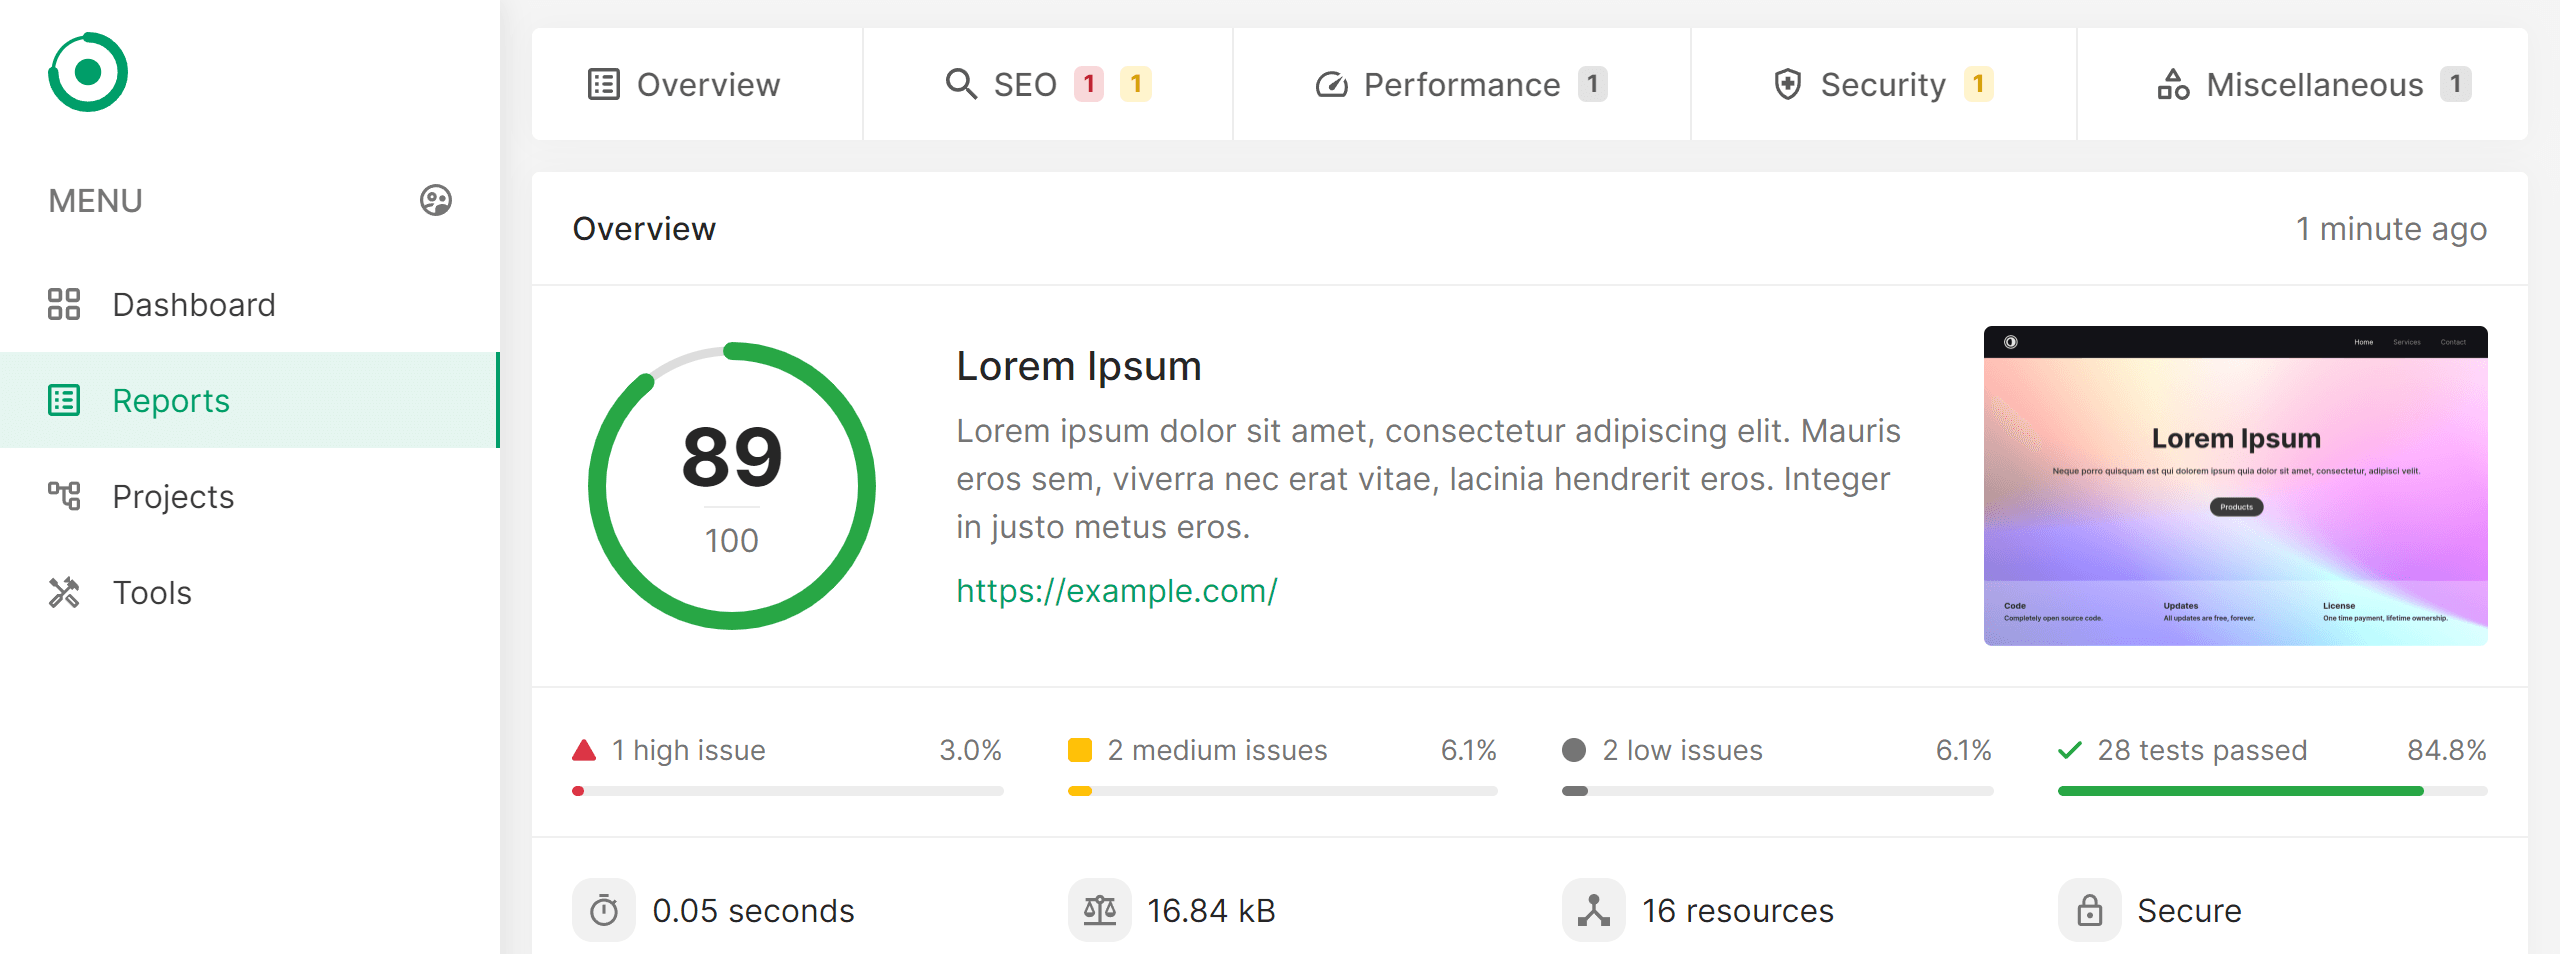 MENU
Dashboard
Reports
Projects
Tools
Overview
SEO 1 1
Performance 1
Security 1
Miscellaneous 1
Overview
1 minute ago
89
100
Lorem Ipsum
Lorem ipsum dolor sit amet, consectetur adipiscing elit. Mauris
eros sem, viverra nec erat vitae, lacinia hendrerit eros. Integer
in justo metus eros.
https://example.com/
Home Services Contact
Lorem Ipsum
Neque porro quisquam est qui dolorem ipsum quia dolor sit amet, consectetur, adipisci velit.
Products
Code
Completely open source code.
Updates
All updates are free, forever.
License
One time payment, lifetime ownership.
1 high issue 3.0%
2 medium issues 6.1%
2 low issues 6.1%
28 tests passed 84.8%
0.05 seconds
16.84 kB
16 resources
Secure